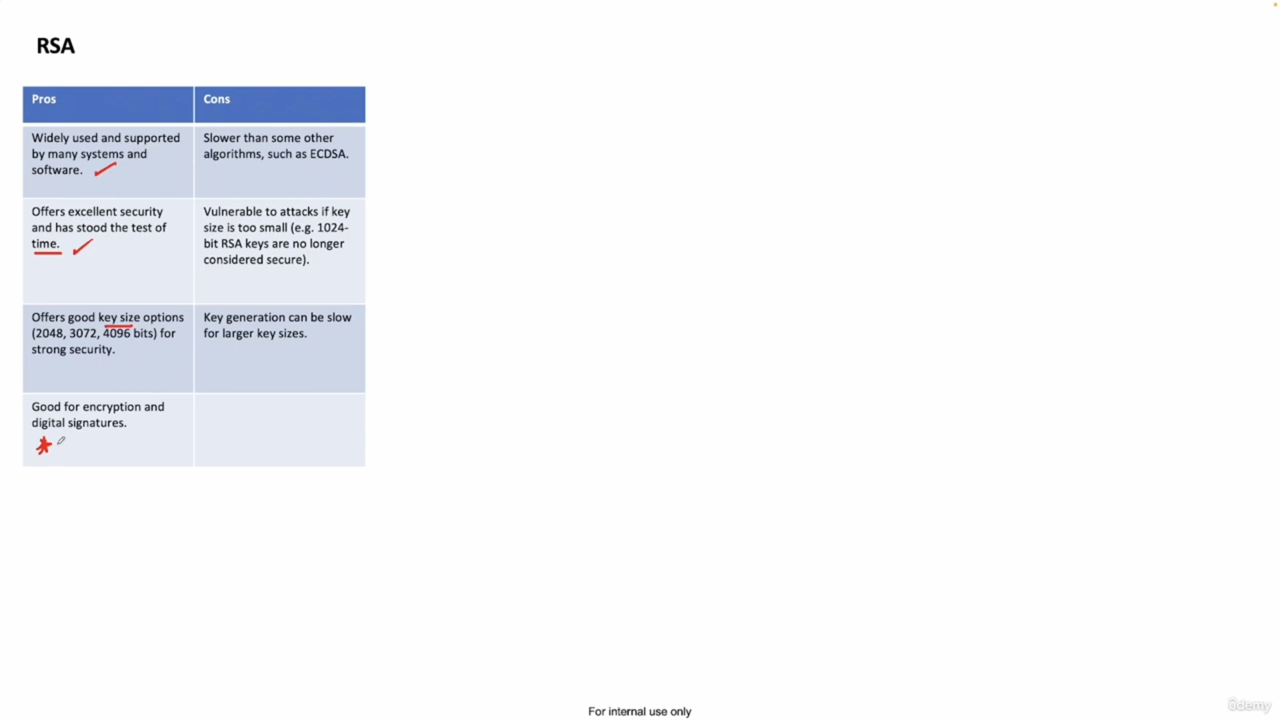 RSA
Pros
Cons
Widely used and supported
by many systems and
software.
Slower than some other
algorithms, such as ECDSA.
Offers excellent security
and has stood the test of
time.
Vulnerable to attacks if key
size is too small (e.g. 1024-
bit RSA keys are no longer
considered secure).
Offers good key size options
(2048, 3072, 4096 bits) for
strong security.
Key generation can be slow
for larger key sizes.
Good for encryption and
digital signatures.
For internal use only
ûdemy